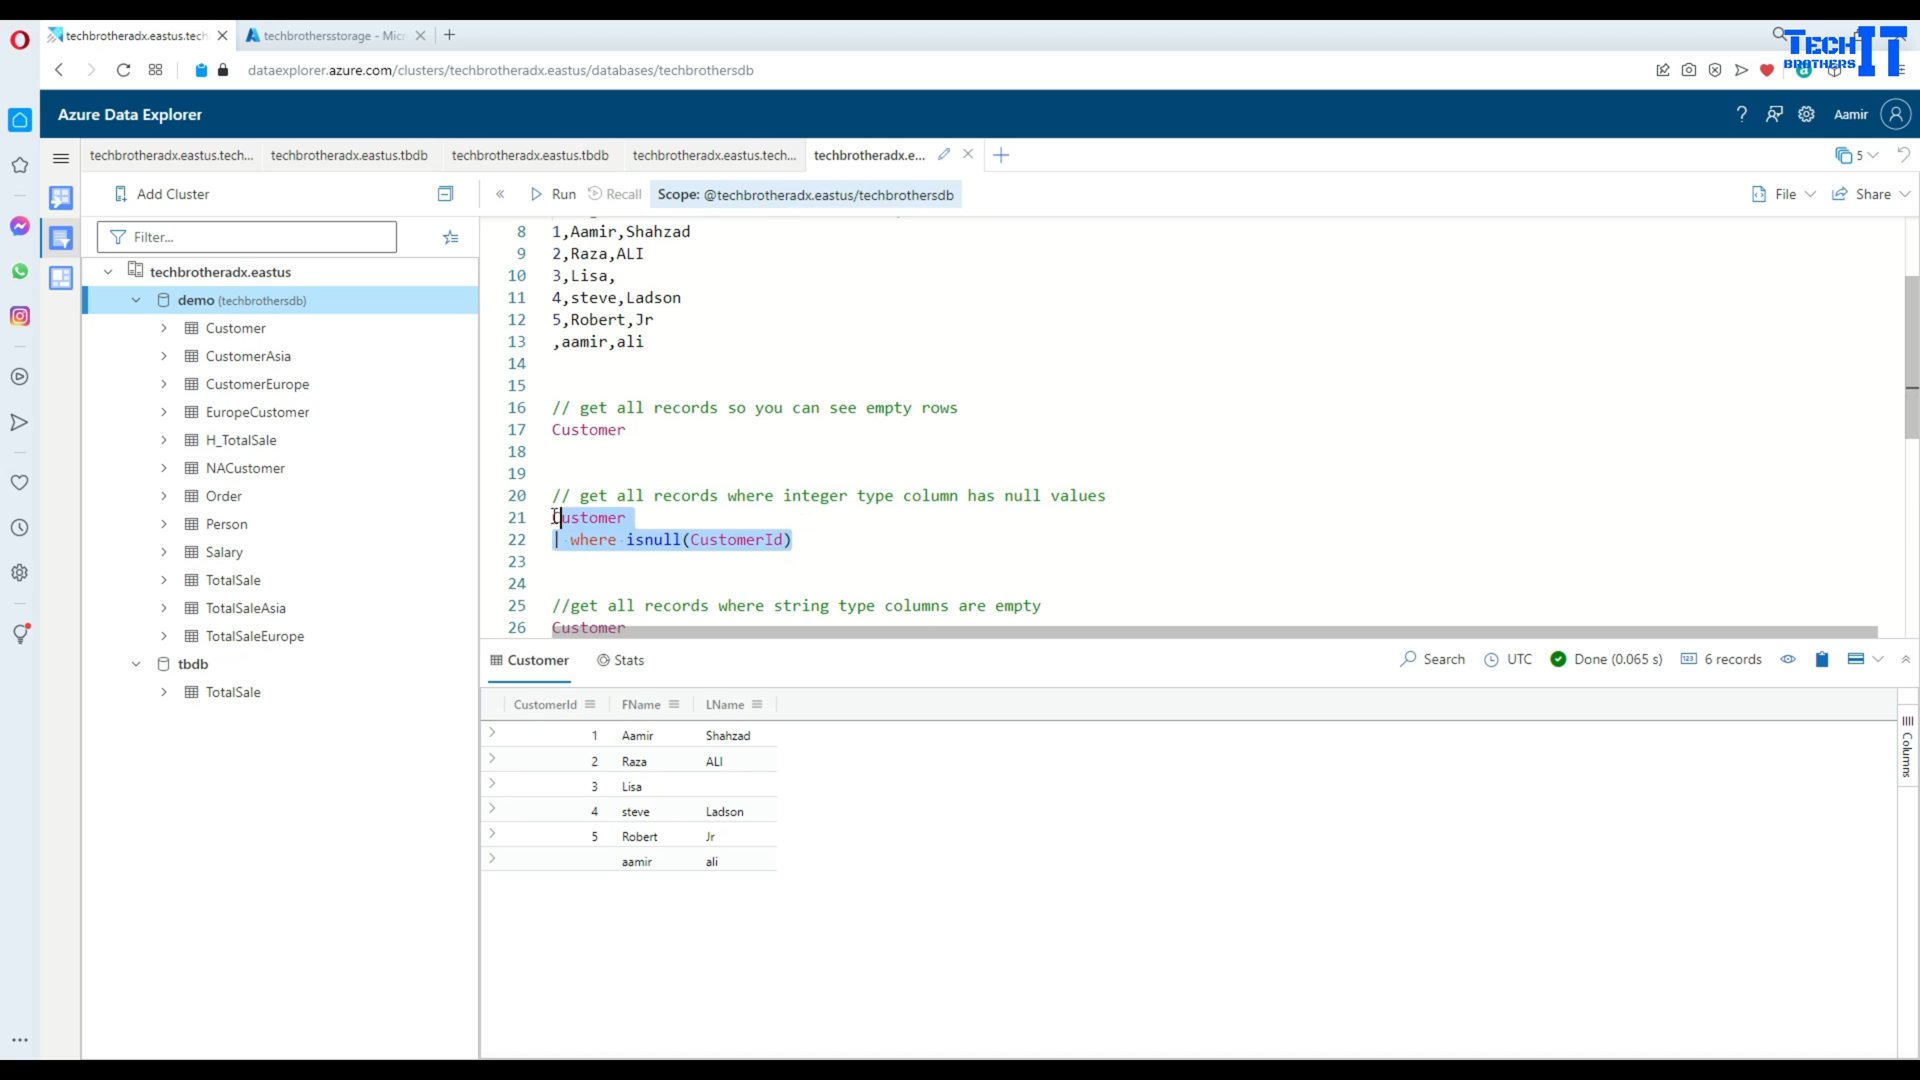 techbrotheradx.eastus.tech
techbrothersstorage - Mic
TECH IT
BROTHERS
dataexplorer.azure.com/clusters/techbrotheradx.eastus/databases/techbrothersdb
Azure Data Explorer
Aamir
techbrotheradx.eastus.tech...
techbrotheradx.eastus.tbdb
techbrotheradx.eastus.tbdb
techbrotheradx.eastus.tech...
techbrotheradx.e...
5
Add Cluster
Run
Recall
Scope: @techbrotheradx.eastus/techbrothersdb
File
Share
Filter...
techbrotheradx.eastus
demo (techbrothersdb)
Customer
CustomerAsia
CustomerEurope
EuropeCustomer
H_TotalSale
NACustomer
Order
Person
Salary
TotalSale
TotalSaleAsia
TotalSaleEurope
tbdb
TotalSale
8 1,Aamir,Shahzad
9 2,Raza,ALI
10 3,Lisa,
11 4,steve,Ladson
12 5,Robert,Jr
13 ,aamir,ali
14
15
16 // get all records so you can see empty rows
17 Customer
18
19
20 // get all records where integer type column has null values
21 Customer
22 | where isnull(CustomerId)
23
24
25 //get all records where string type columns are empty
26 Customer
Customer
Stats
Search
UTC
Done (0.065 s)
6 records
CustomerId FName LName
1 Aamir Shahzad
2 Raza ALI
3 Lisa
4 steve Ladson
5 Robert Jr
aamir ali
Columns